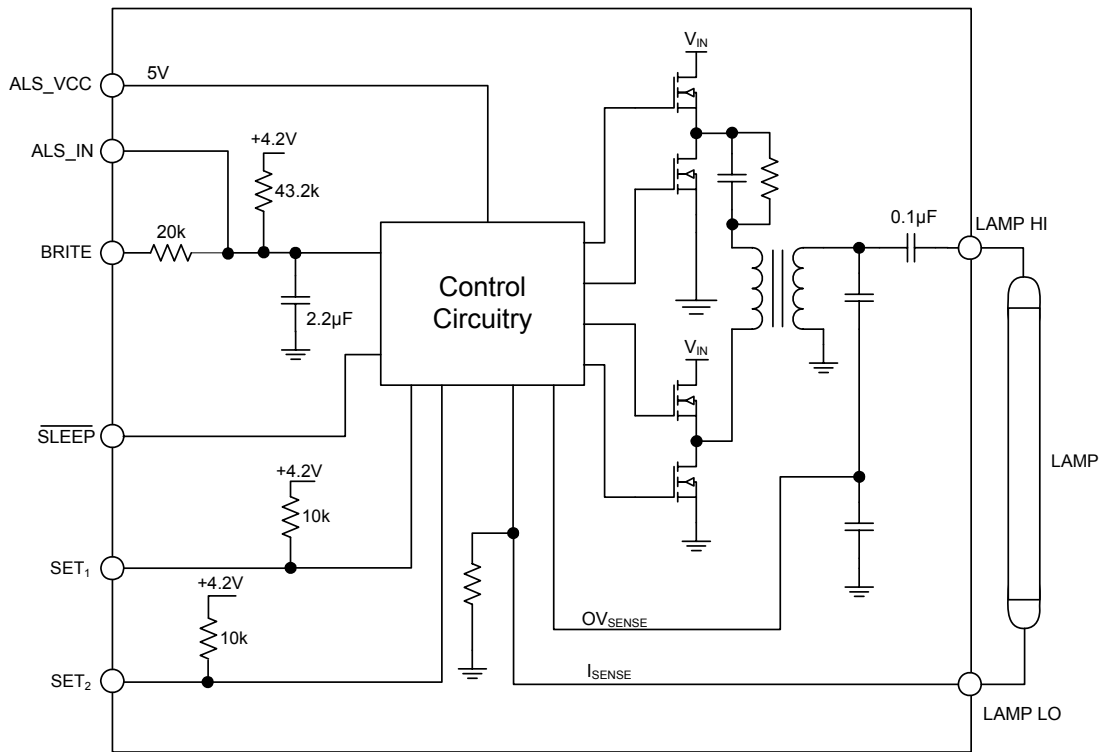 V<sub>IN</sub>
ALS_VCC
5V
ALS_IN
+4.2V
43.2k
BRITE
20k
2.2µF
Control
Circuitry
0.1µF
LAMP HI
V<sub>IN</sub>
SLEEP
LAMP
+4.2V
10k
SET<sub>1</sub>
+4.2V
10k
OV<sub>SENSE</sub>
SET<sub>2</sub>
I<sub>SENSE</sub>
LAMP LO